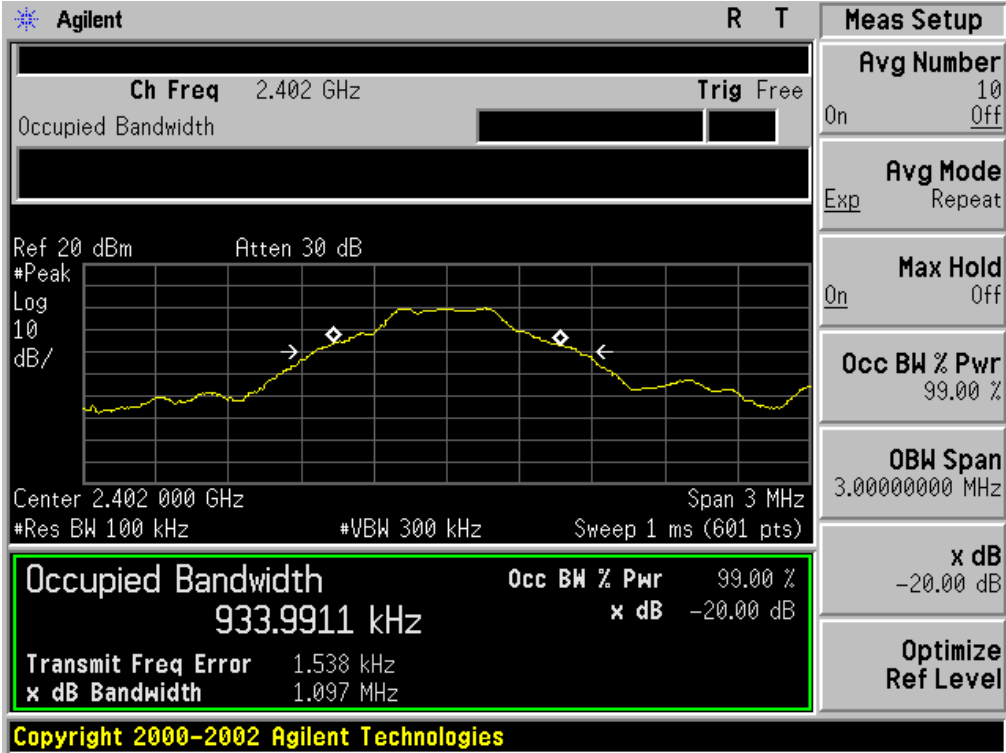 Agilent
R T
Ch Freq 2.402 GHz
Trig Free
Occupied Bandwidth
Ref 20 dBm
Atten 30 dB
#Peak
Log
10
dB/
Center 2.402 000 GHz
Span 3 MHz
#Res BW 100 kHz
#VBW 300 kHz
Sweep 1 ms (601 pts)
Occupied Bandwidth
933.9911 kHz
Occ BW % Pwr 99.00 %
x dB -20.00 dB
Transmit Freq Error 1.538 kHz
x dB Bandwidth 1.097 MHz
Copyright 2000-2002 Agilent Technologies
Meas Setup
Avg Number
10
On Off
Avg Mode
Exp Repeat
Max Hold
On Off
Occ BW % Pwr
99.00 %
OBW Span
3.00000000 MHz
x dB
-20.00 dB
Optimize
Ref Level